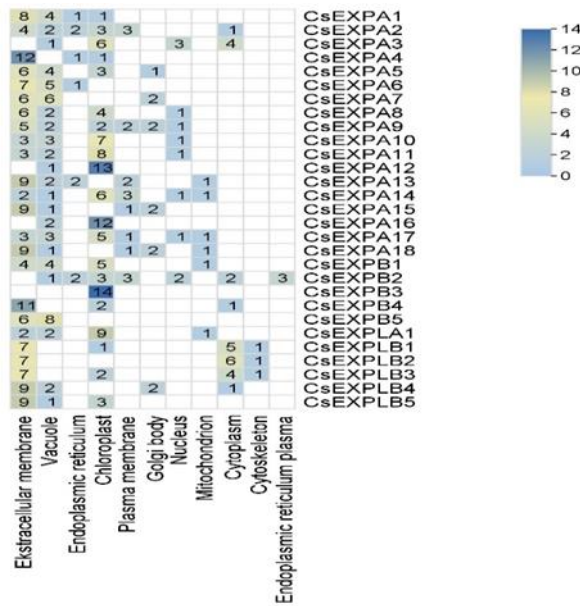 8 4 1 1 CsEXPA1
4 2 2 3 3 1 CsEXPA2
1 6 3 4 CsEXPA3
12 1 1 CsEXPA4
6 4 3 1 CsEXPA5
7 5 1 CsEXPA6
6 6 2 CsEXPA7
6 2 4 1 CsEXPA8
5 2 2 2 2 1 CsEXPA9
3 3 7 1 CsEXPA10
3 2 8 1 CsEXPA11
1 13 CsEXPA12
9 2 2 2 1 CsEXPA13
2 1 6 3 1 1 CsEXPA14
9 1 1 2 CsEXPA15
2 12 CsEXPA16
3 3 5 1 1 1 CsEXPA17
9 1 1 2 1 CsEXPA18
4 4 5 1 CsEXPB1
1 2 3 3 2 2 3 CsEXPB2
14 CsEXPB3
11 2 1 CsEXPB4
6 8 CsEXPB5
2 2 9 1 CsEXPLA1
7 1 5 1 CsEXPLB1
7 6 1 CsEXPLB2
7 2 4 1 CsEXPLB3
9 2 2 1 CsEXPLB4
9 1 3 CsEXPLB5
Ekstracellular membrane
Vacuole
Endoplasmic reticulum
Chloroplast
Plasma membrane
Golgi body
Nucleus
Mitochondrion
Cytoplasm
Cytoskeleton
Endoplasmic reticulum plasma
14
12
10
8
6
4
2
0